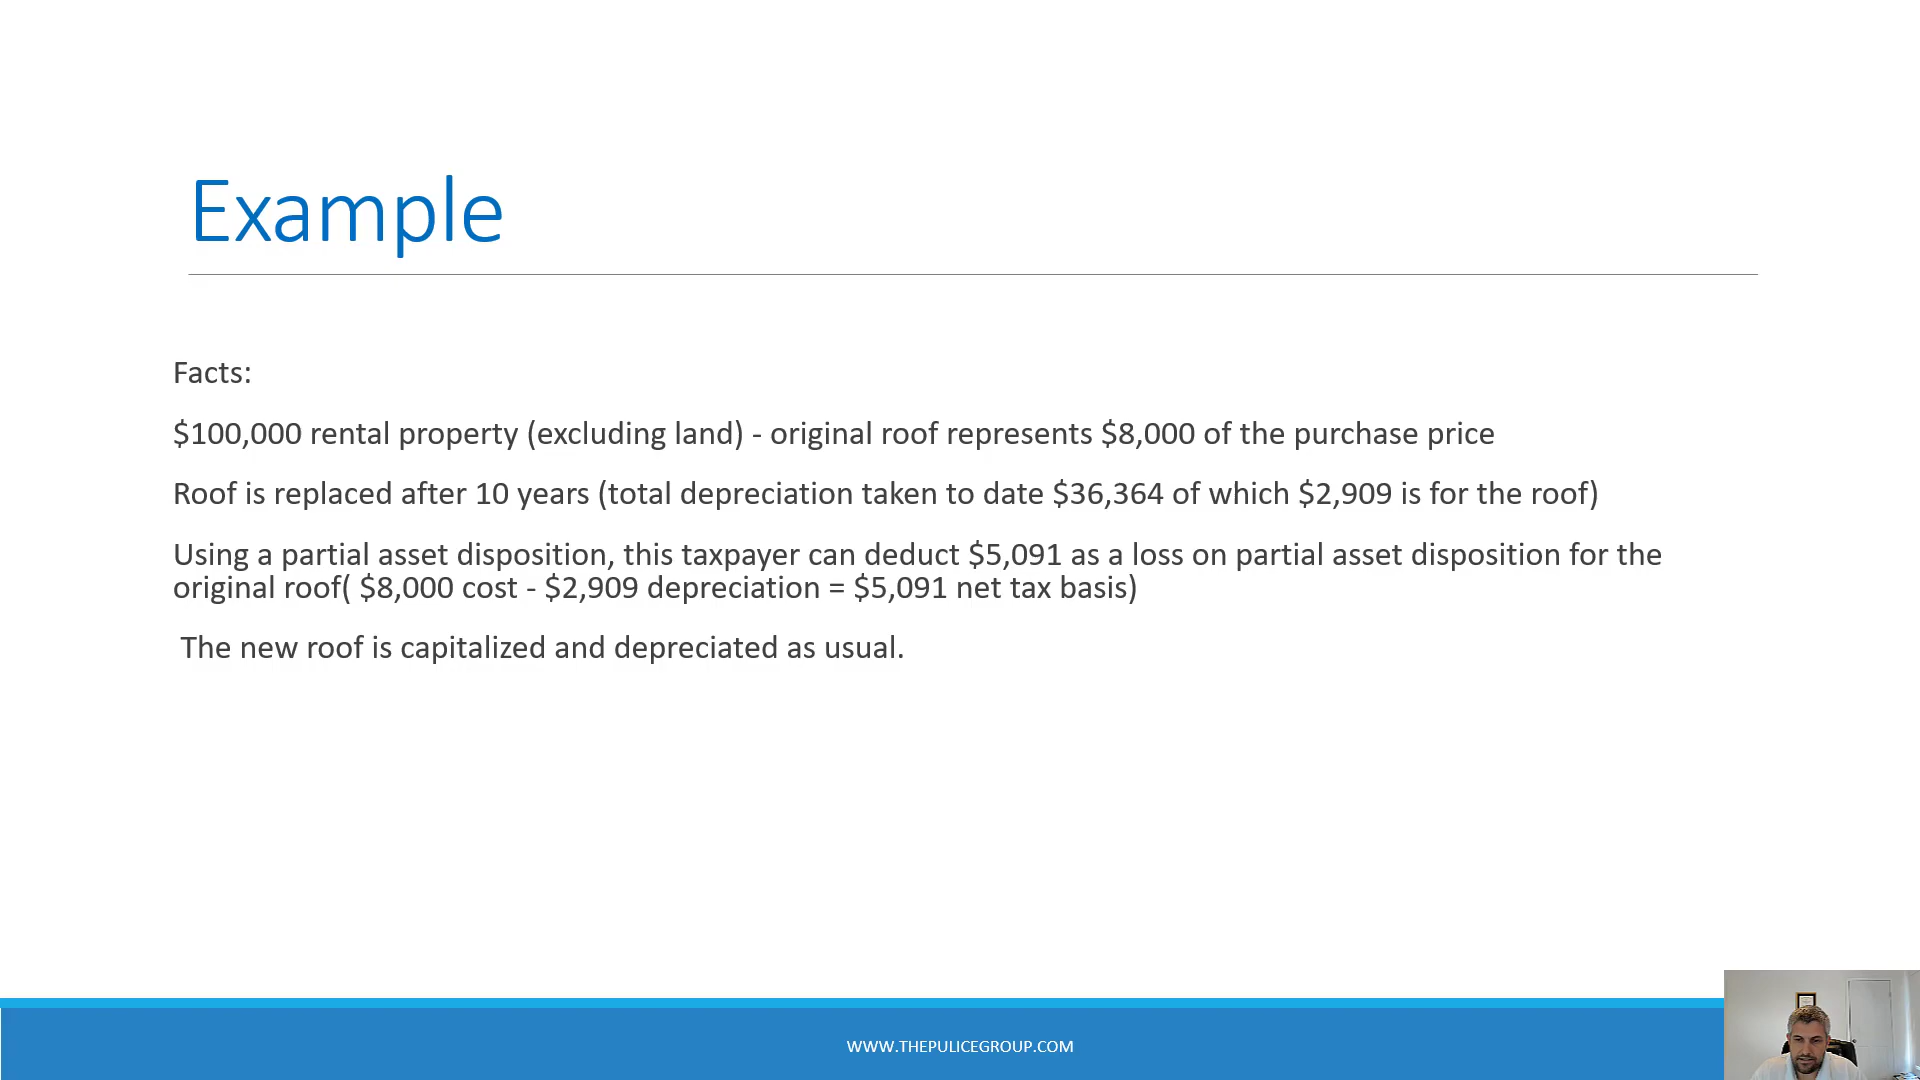 Example
Facts:
$100,000 rental property (excluding land) - original roof represents $8,000 of the purchase price
Roof is replaced after 10 years (total depreciation taken to date $36,364 of which $2,909 is for the roof)
Using a partial asset disposition, this taxpayer can deduct $5,091 as a loss on partial asset disposition for the
original roof( $8,000 cost - $2,909 depreciation = $5,091 net tax basis)
The new roof is capitalized and depreciated as usual.
WWW.THEPULICEGROUP.COM